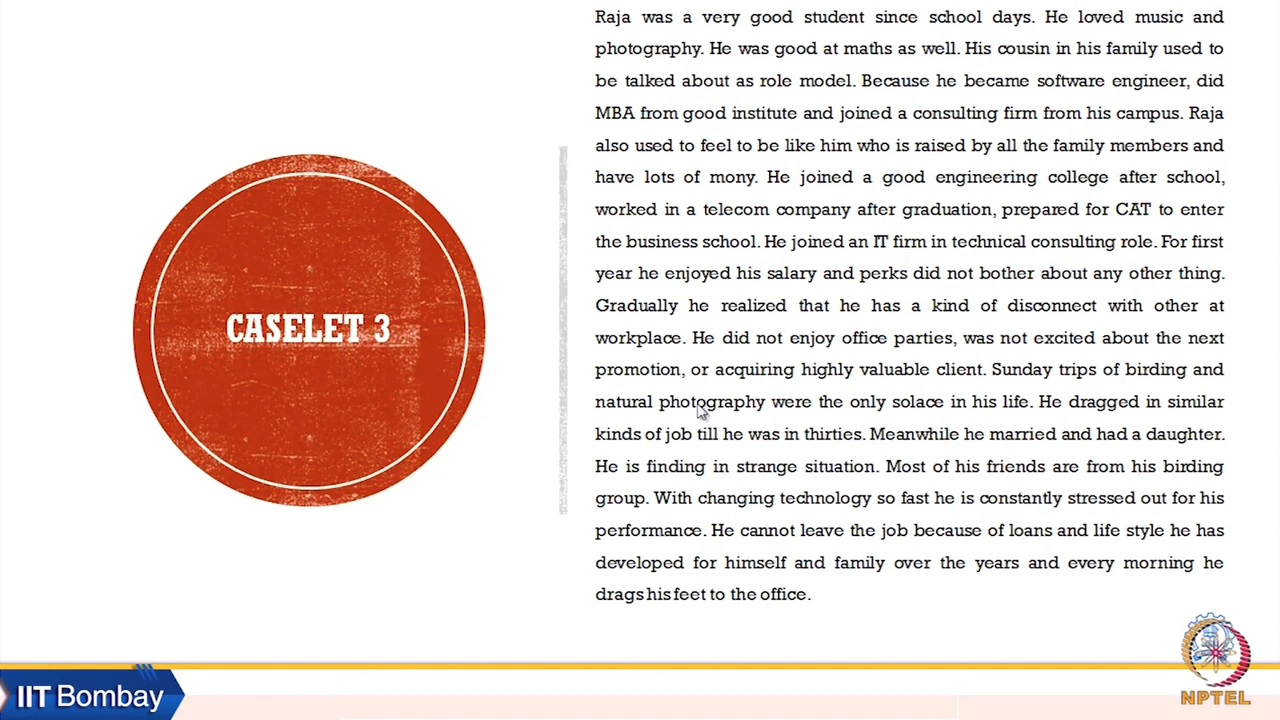 Raja was a very good student since school days. He loved music and
photography. He was good at maths as well. His cousin in his family used to
be talked about as role model. Because he became software engineer, did
MBA from good institute and joined a consulting firm from his campus. Raja
also used to feel to be like him who is raised by all the family members and
have lots of mony. He joined a good engineering college after school,
worked in a telecom company after graduation, prepared for CAT to enter
the business school. He joined an IT firm in technical consulting role. For first
year he enjoyed his salary and perks did not bother about any other thing.
Gradually he realized that he has a kind of disconnect with other at
workplace. He did not enjoy office parties, was not excited about the next
promotion, or acquiring highly valuable client. Sunday trips of birding and
natural photography were the only solace in his life. He dragged in similar
kinds of job till he was in thirties. Meanwhile he married and had a daughter.
He is finding in strange situation. Most of his friends are from his birding
group. With changing technology so fast he is constantly stressed out for his
performance. He cannot leave the job because of loans and life style he has
developed for himself and family over the years and every morning he
drags his feet to the office.
CASELET 3
IIT Bombay
NPTEL